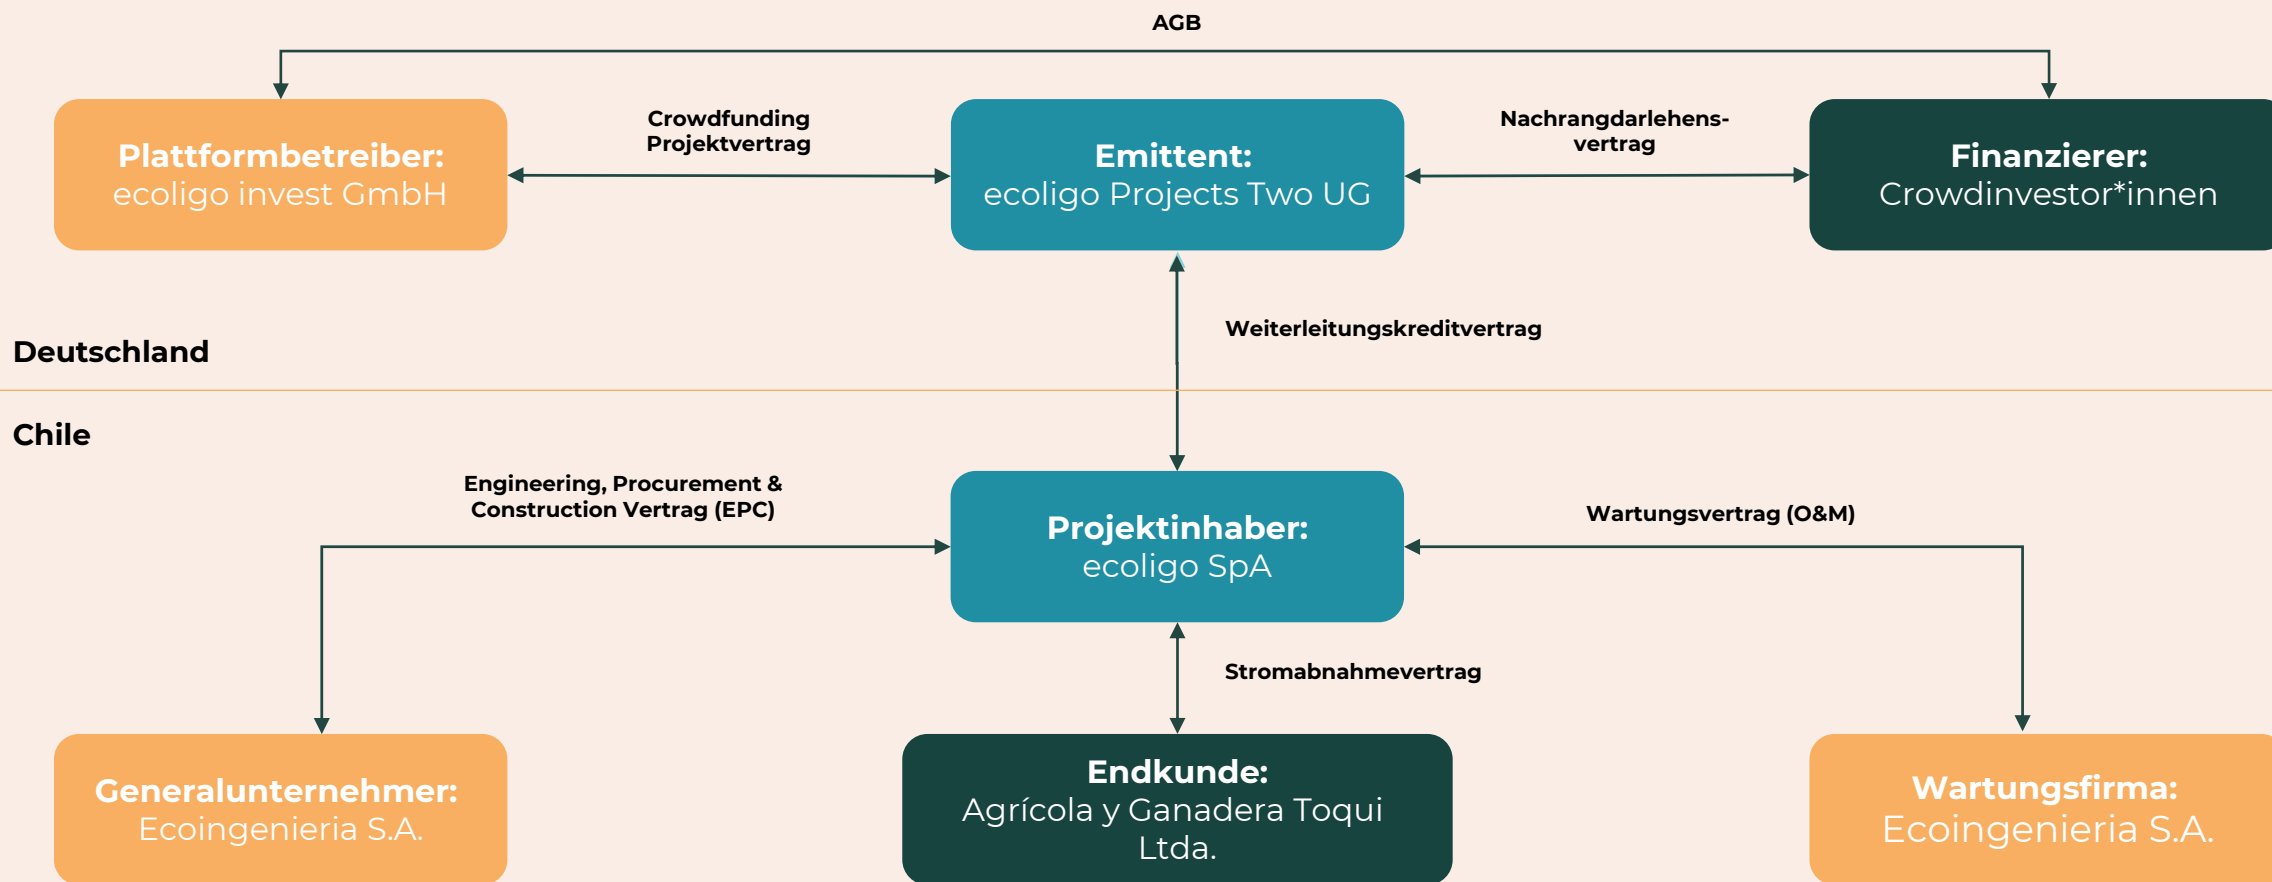 AGB
Crowdfunding
Projektvertrag
Nachrangdarlehens-
vertrag
Plattformbetreiber:
ecoligo invest GmbH
Emittent:
ecoligo Projects Two UG
Finanzierer:
Crowdinvestor*innen
Weiterleitungskreditvertrag
Deutschland
Chile
Engineering, Procurement &
Construction Vertrag (EPC)
Wartungsvertrag (O&M)
Projektinhaber:
ecoligo SpA
Stromabnahmevertrag
Generalunternehmer:
Ecoingenieria S.A.
Endkunde:
Agrícola y Ganadera Toqui
Ltda.
Wartungsfirma:
Ecoingenieria S.A.